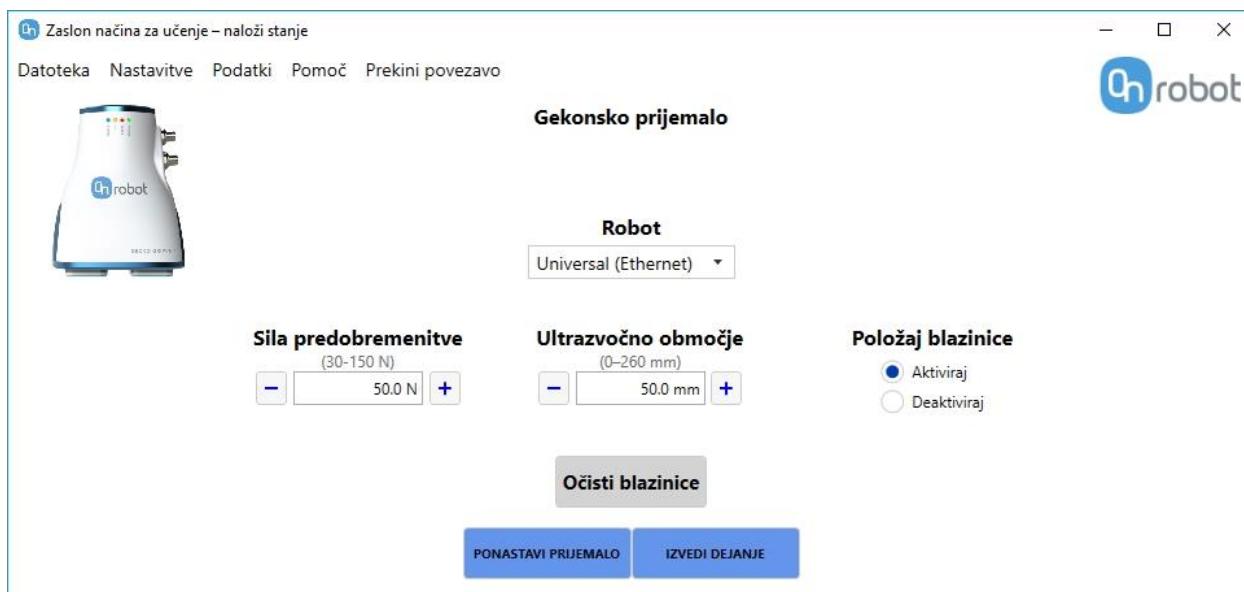 Zaslon načina za učenje – naloži stanje
Datoteka Nastavitve Podatki Pomoč Prekini povezavo
On robot
Gekonsko prijemalo
On robot
Robot
Universal (Ethernet)
Sila predobremenitve
(30-150 N)
50.0 N
Ultrazvočno območje
(0–260 mm)
50.0 mm
Položaj blazinice
Aktiviraj
Deaktiviraj
Očisti blazinice
PONASTAVI PRIJEMALO
IZVEDI DEJANJE